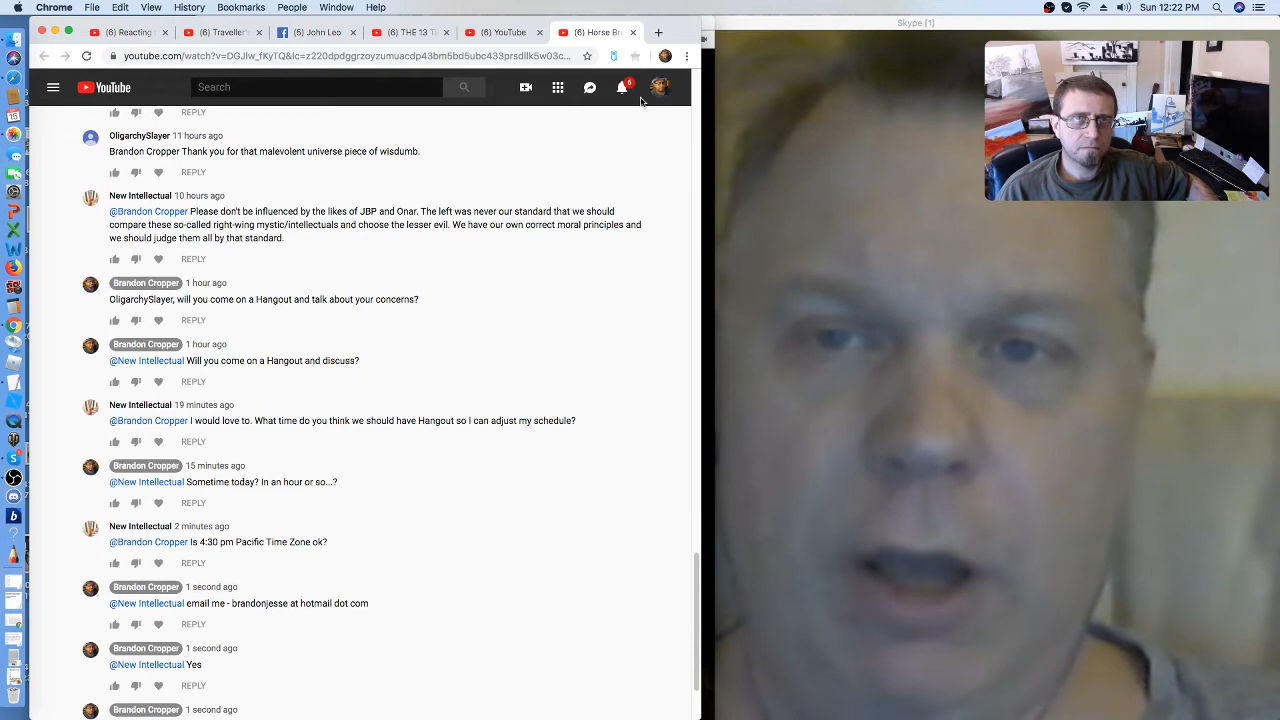 Chrome File Edit View History Bookmarks People Window Help
Sun 12:22 PM
Skype [1]
(6) Reacting
(6) Traveller's
(5) John Leo
(6) THE 13 T
(6) YouTube
(6) Horse Bro
youtube.com/watch?v=DGJlw_fKyTQ&lc=z220dpdggrzoyzumuacdp43bm5bd5ubc433prsdllk5w03c...
YouTube
Search
6
REPLY
OligarchySlayer 11 hours ago
Brandon Cropper Thank you for that malevolent universe piece of wisdumb.
REPLY
New Intellectual 10 hours ago
@Brandon Cropper Please don't be influenced by the likes of JBP and Onar. The left was never our standard that we should
compare these so-called right-wing mystic/intellectuals and choose the lesser evil. We have our own correct moral principles and
we should judge them all by that standard.
REPLY
Brandon Cropper 1 hour ago
OligarchySlayer, will you come on a Hangout and talk about your concerns?
REPLY
Brandon Cropper 1 hour ago
@New Intellectual Will you come on a Hangout and discuss?
REPLY
New Intellectual 19 minutes ago
@Brandon Cropper I would love to. What time do you think we should have Hangout so I can adjust my schedule?
REPLY
Brandon Cropper 15 minutes ago
@New Intellectual Sometime today? In an hour or so...?
REPLY
New Intellectual 2 minutes ago
@Brandon Cropper Is 4:30 pm Pacific Time Zone ok?
REPLY
Brandon Cropper 1 second ago
@New Intellectual email me - brandonjesse at hotmail dot com
REPLY
Brandon Cropper 1 second ago
@New Intellectual Yes
REPLY
Brandon Cropper 1 second ago